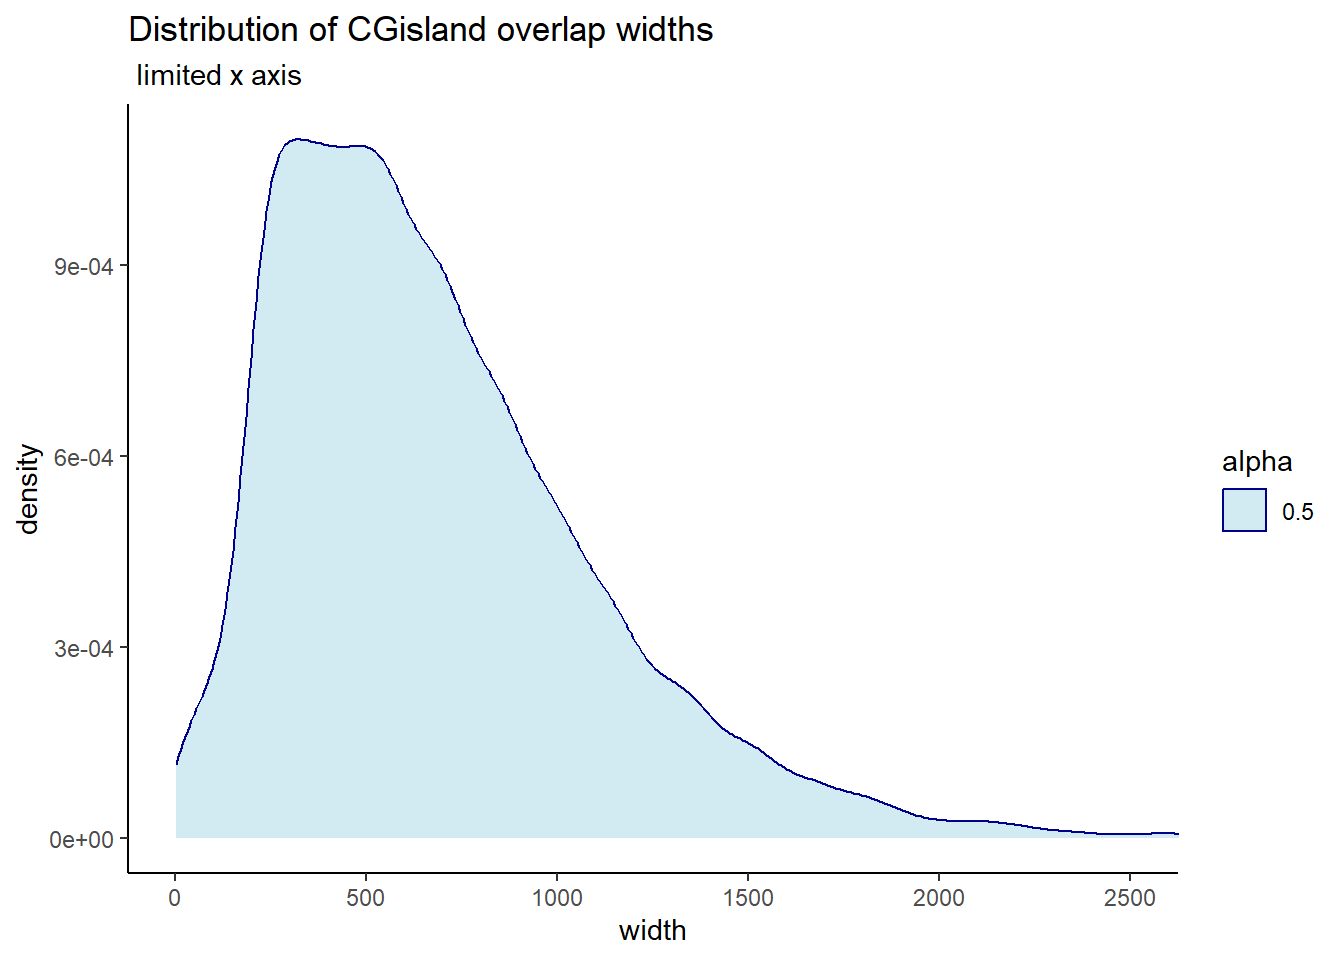 Distribution of CGisland overlap widths
limited x axis
density
9e-04
6e-04
3e-04
0e+00
0
500
1000
1500
2000
2500
width
alpha
0.5